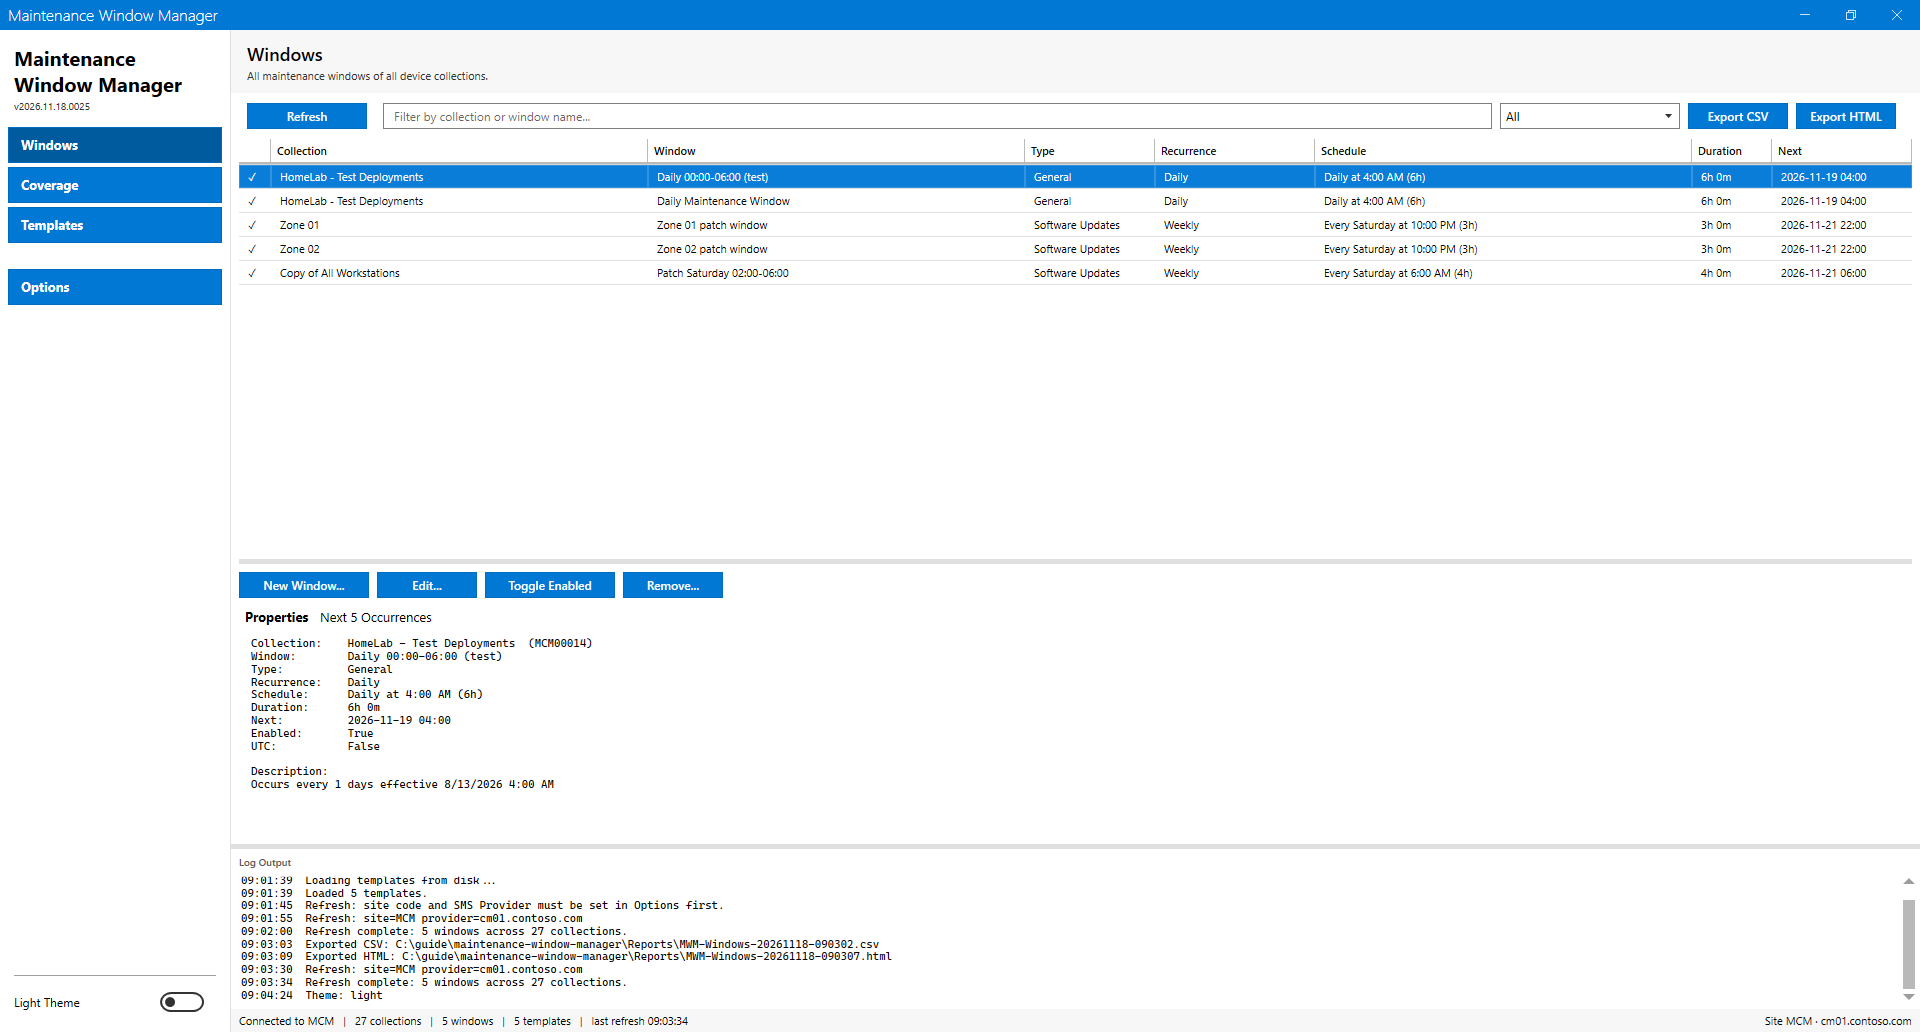 Maintenance Window Manager
Maintenance
Window Manager
v2026.11.18.0025
Windows
Coverage
Templates
Options
Light Theme
Windows
All maintenance windows of all device collections.
Refresh
Filter by collection or window name...
All
Export CSV
Export HTML
Collection Window Type Recurrence Schedule Duration Next
✓ HomeLab - Test Deployments Daily 00:00-06:00 (test) General Daily Daily at 4:00 AM (6h) 6h 0m 2026-11-19 04:00
✓ HomeLab - Test Deployments Daily Maintenance Window General Daily Daily at 4:00 AM (6h) 6h 0m 2026-11-19 04:00
✓ Zone 01 Zone 01 patch window Software Updates Weekly Every Saturday at 10:00 PM (3h) 3h 0m 2026-11-21 22:00
✓ Zone 02 Zone 02 patch window Software Updates Weekly Every Saturday at 10:00 PM (3h) 3h 0m 2026-11-21 22:00
✓ Copy of All Workstations Patch Saturday 02:00-06:00 Software Updates Weekly Every Saturday at 6:00 AM (4h) 4h 0m 2026-11-21 06:00
New Window... Edit... Toggle Enabled Remove...
Properties Next 5 Occurrences
Collection: HomeLab - Test Deployments (MCM00014)
Window: Daily 00:00-06:00 (test)
Type: General
Recurrence: Daily
Schedule: Daily at 4:00 AM (6h)
Duration: 6h 0m
Next: 2026-11-19 04:00
Enabled: True
UTC: False
Description:
Occurs every 1 days effective 8/13/2026 4:00 AM
Log Output
09:01:39 Loading templates from disk...
09:01:39 Loaded 5 templates.
09:01:45 Refresh: site code and SMS Provider must be set in Options first.
09:01:55 Refresh: site=MCM provider=cm01.contoso.com
09:02:00 Refresh complete: 5 windows across 27 collections.
09:03:03 Exported CSV: C:\guide\maintenance-window-manager\Reports\MWM-Windows-20261118-090302.csv
09:03:09 Exported HTML: C:\guide\maintenance-window-manager\Reports\MWM-Windows-20261118-090307.html
09:03:30 Refresh: site=MCM provider=cm01.contoso.com
09:03:34 Refresh complete: 5 windows across 27 collections.
09:04:24 Theme: light
Connected to MCM | 27 collections | 5 windows | 5 templates | last refresh 09:03:34
Site MCM · cm01.contoso.com